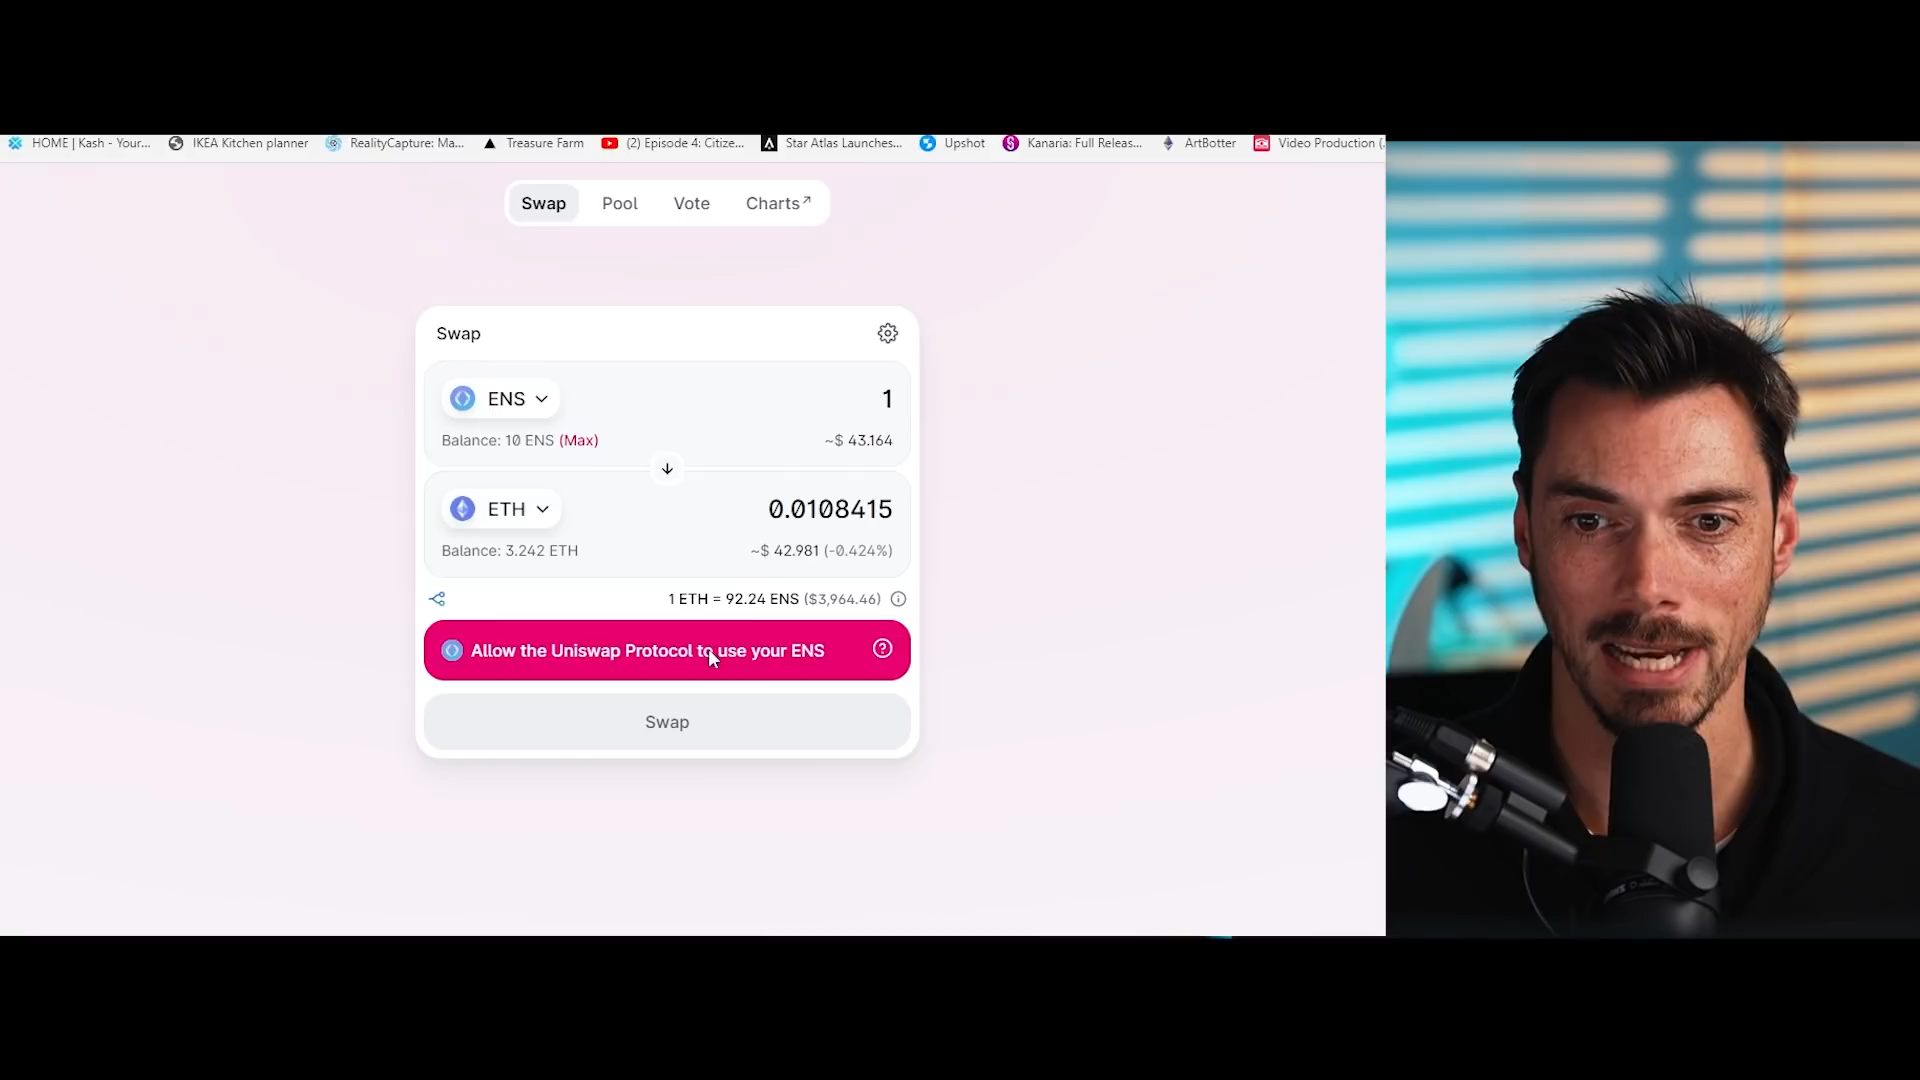 HOME | Kash - Your... IKEA Kitchen planner RealityCapture: Ma... Treasure Farm (2) Episode 4: Citize... Star Atlas Launches... Upshot Kanaria: Full Releas... ArtBotter Video Production (.
Swap Pool Vote Charts↗
Swap
ENS 1
Balance: 10 ENS (Max) ~$ 43.164
ETH 0.0108415
Balance: 3.242 ETH ~$ 42.981 (-0.424%)
1 ETH = 92.24 ENS ($3,964.46)
Allow the Uniswap Protocol to use your ENS
Swap